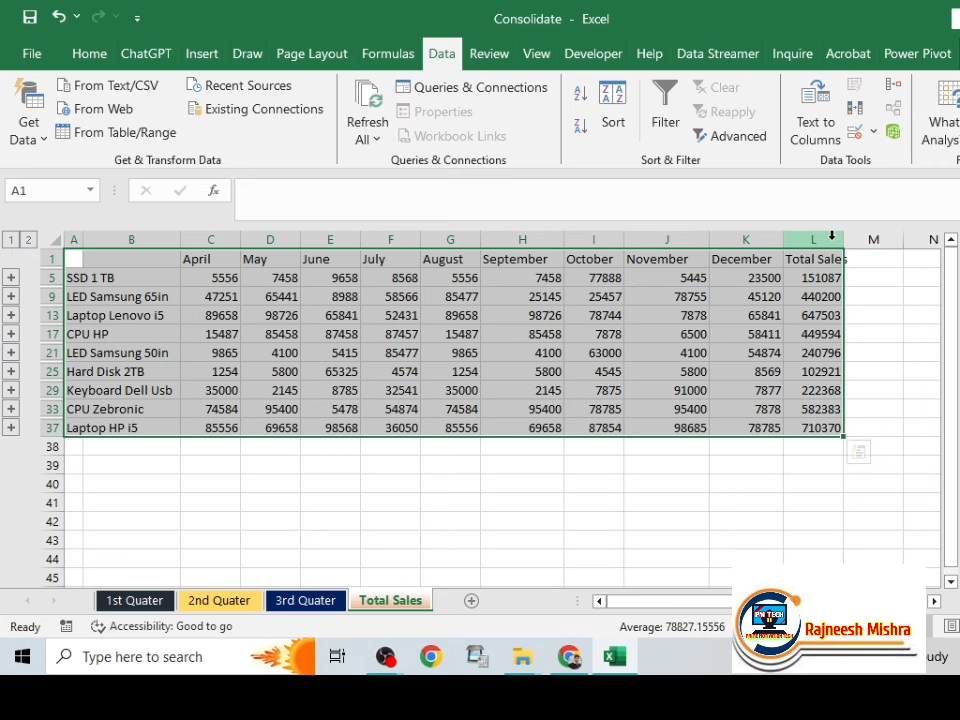 Consolidate - Excel
File Home ChatGPT Insert Draw Page Layout Formulas Data Review View Developer Help Data Streamer Inquire Acrobat Power Pivot
Get Data
From Text/CSV
From Web
From Table/Range
Recent Sources
Existing Connections
Get & Transform Data
Refresh All
Queries & Connections
Properties
Workbook Links
Queries & Connections
Sort
Filter
Clear
Reapply
Advanced
Sort & Filter
Text to Columns
Data Tools
What
Analysi
A1 fx
1 2 A B C D E F G H I J K L M N
1 April May June July August September October November December Total Sales
5 SSD 1 TB 5556 7458 9658 8568 5556 7458 77888 5445 23500 151087
9 LED Samsung 65in 47251 65441 8988 58566 85477 25145 25457 78755 45120 440200
13 Laptop Lenovo i5 89658 98726 65841 52431 89658 98726 78744 7878 65841 647503
17 CPU HP 15487 85458 87458 87457 15487 85458 7878 6500 58411 449594
21 LED Samsung 50in 9865 4100 5415 85477 9865 4100 63000 4100 54874 240796
25 Hard Disk 2TB 1254 5800 65325 4574 1254 5800 4545 5800 8569 102921
29 Keyboard Dell Usb 35000 2145 8785 32541 35000 2145 7875 91000 7877 222368
33 CPU Zebronic 74584 95400 5478 54874 74584 95400 78785 95400 7878 582383
37 Laptop HP i5 85556 69658 98568 36050 85556 69658 87854 98685 78785 710370
38
39
40
41
42
43
44
45
1st Quater 2nd Quater 3rd Quater Total Sales
Ready Accessibility: Good to go Average: 78827.15556
Rajneesh Mishra
Type here to search
udy